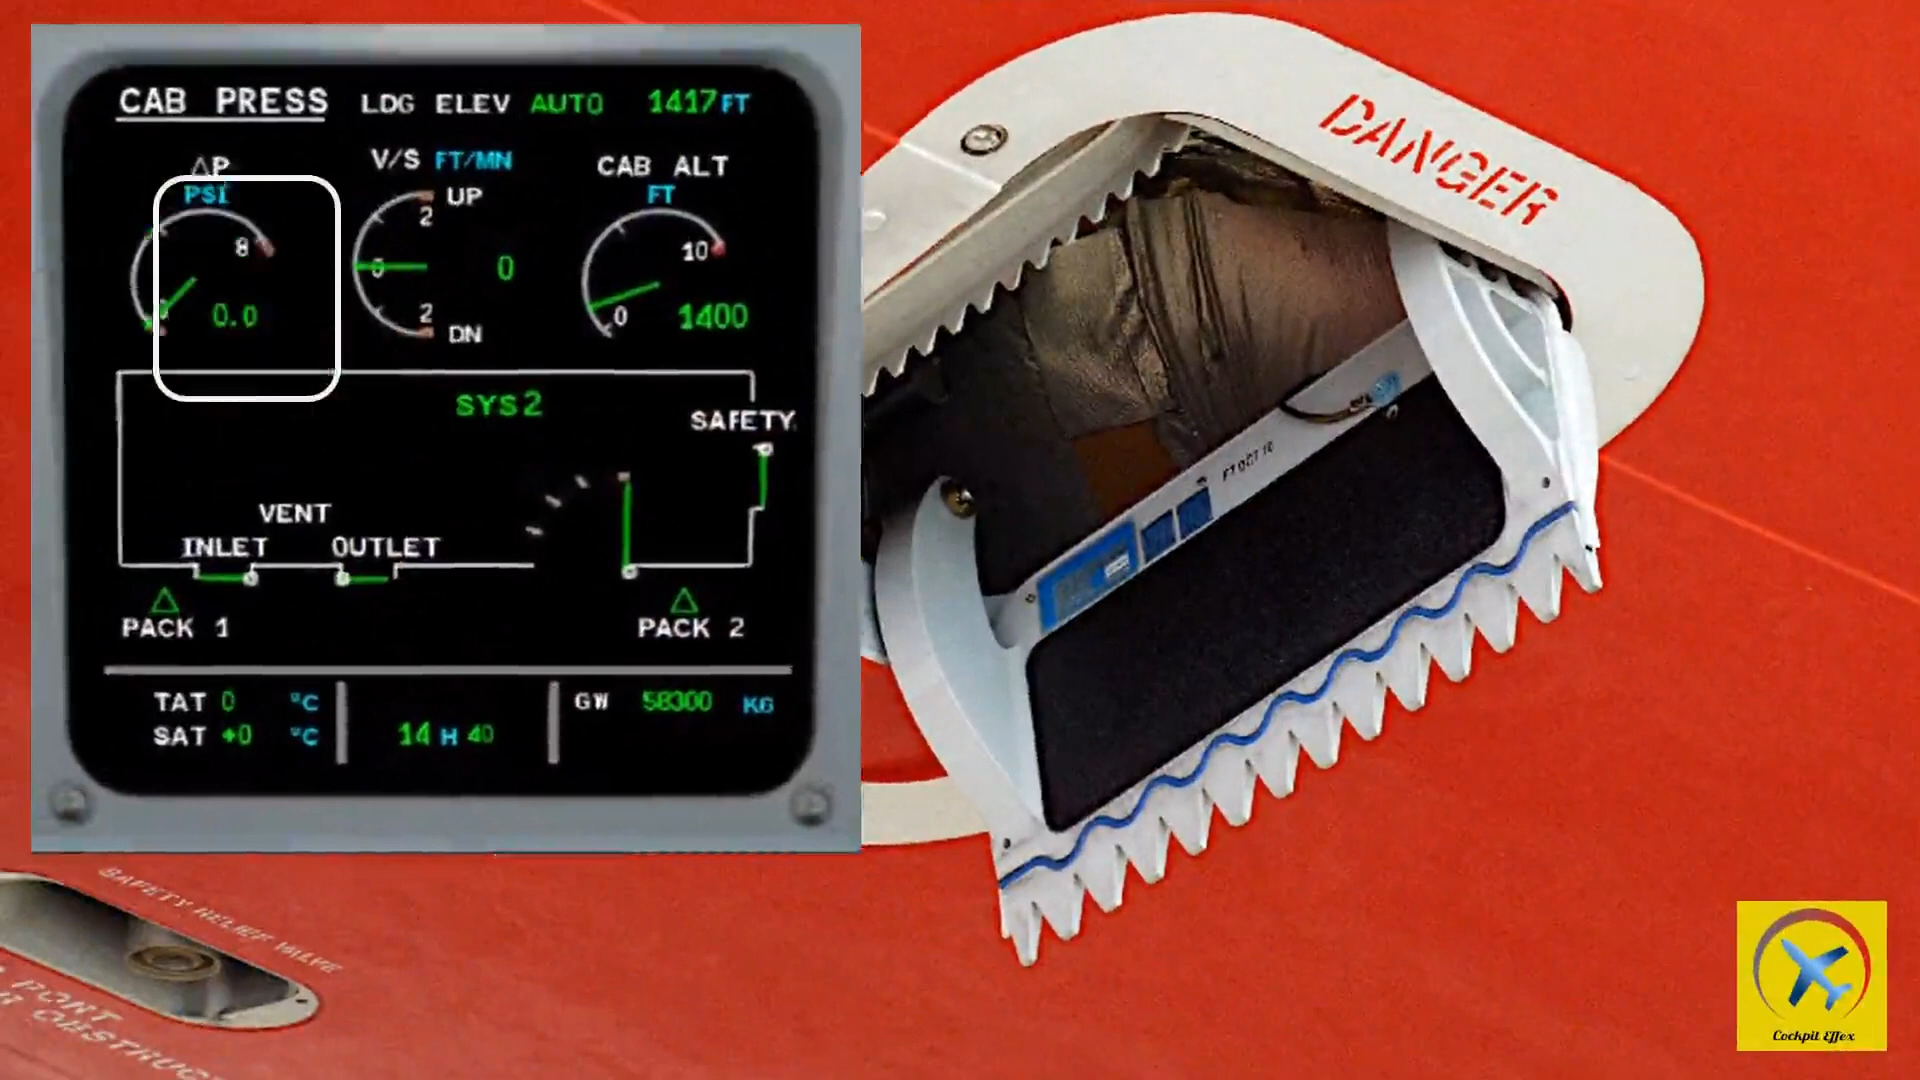 CAB PRESS LDG ELEV AUTO 1417 FT
ΔP V/S FT/MN CAB ALT
PSI FT
UP
2
8
10
0
0
0
0.0
2
0
1400
DN
SYS 2
SAFETY
VENT
INLET OUTLET
PACK 1 PACK 2
TAT 0 °C GW 58300 KG
SAT +0 °C 14 H 40
DANGER
SAFETY RELIEF VALVE
PORT
Cockpit Effex